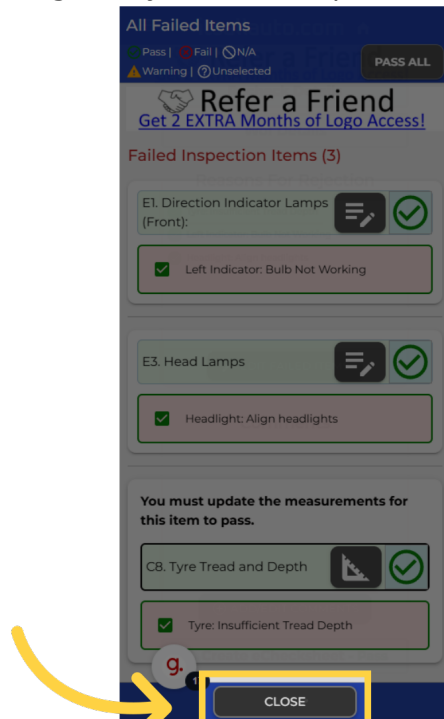 All Failed Items
Pass | Fail | N/A
Warning | Unselected
PASS ALL
Refer a Friend
Get 2 EXTRA Months of Logo Access!
Failed Inspection Items (3)
E1. Direction Indicator Lamps
(Front):
Left Indicator: Bulb Not Working
E3. Head Lamps
Headlight: Align headlights
You must update the measurements for
this item to pass.
C8. Tyre Tread and Depth
Tyre: Insufficient Tread Depth
g.
CLOSE